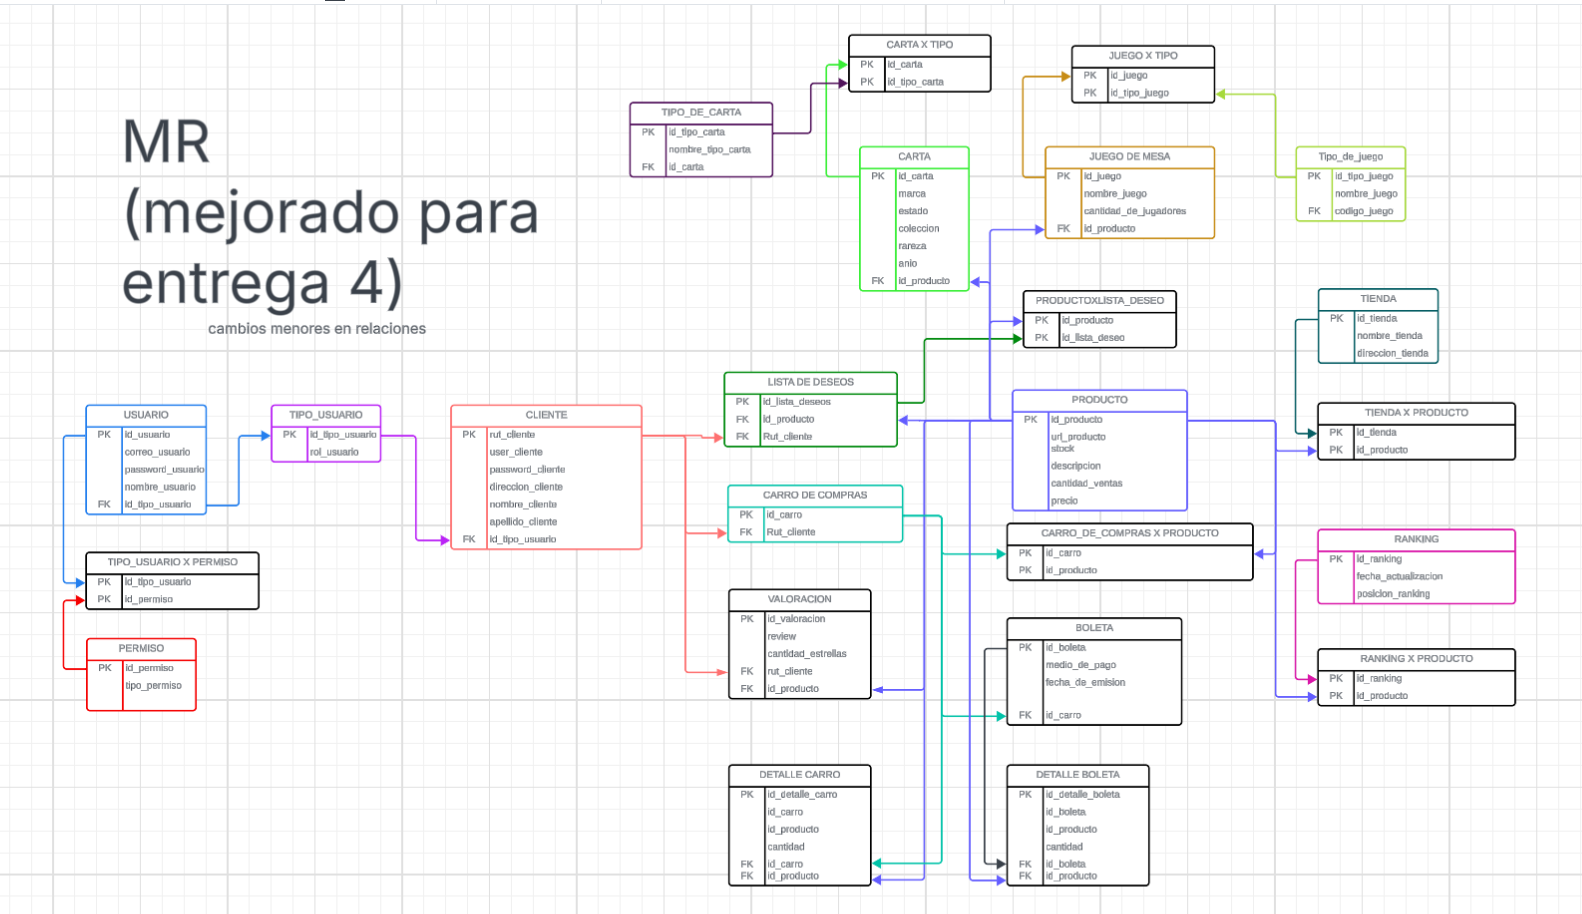 MR
(mejorado para
entrega 4)
cambios menores en relaciones
CARTA X TIPO
PK id_carta
PK id_tipo_carta
JUEGO X TIPO
PK id_juego
PK id_tipo_juego
TIPO_DE_CARTA
PK id_tipo_carta
nombre_tipo_carta
FK id_carta
CARTA
PK id_carta
marca
estado
coleccion
rareza
anio
FK id_producto
JUEGO DE MESA
PK id_juego
nombre_juego
cantidad_de_jugadores
FK id_producto
Tipo_de_juego
PK id_tipo_juego
nombre_juego
FK codigo_juego
PRODUCTOXLISTA_DESEO
PK id_producto
PK id_lista_deseo
TIENDA
PK id_tienda
nombre_tienda
direccion_tienda
USUARIO
PK id_usuario
correo_usuario
password_usuario
nombre_usuario
FK id_tipo_usuario
TIPO_USUARIO
PK id_tipo_usuario
rol_usuario
CLIENTE
PK rut_cliente
user_cliente
password_cliente
direccion_cliente
nombre_cliente
apellido_cliente
FK id_tipo_usuario
LISTA DE DESEOS
PK id_lista_deseos
FK id_producto
FK Rut_cliente
PRODUCTO
PK id_producto
url_producto
stock
descripcion
cantidad_ventas
precio
TIENDA X PRODUCTO
PK id_tienda
PK id_producto
CARRO DE COMPRAS
PK id_carro
FK Rut_cliente
CARRO_DE_COMPRAS X PRODUCTO
PK id_carro
PK id_producto
RANKING
PK id_ranking
fecha_actualizacion
posicion_ranking
TIPO_USUARIO X PERMISO
PK id_tipo_usuario
PK id_permiso
PERMISO
PK id_permiso
tipo_permiso
VALORACION
PK id_valoracion
review
cantidad_estrellas
FK rut_cliente
FK id_producto
BOLETA
PK id_boleta
medio_de_pago
fecha_de_emision
FK id_carro
RANKING X PRODUCTO
PK id_ranking
PK id_producto
DETALLE CARRO
PK id_detalle_carro
id_carro
id_producto
cantidad
FK id_carro
FK id_producto
DETALLE BOLETA
PK id_detalle_boleta
id_boleta
id_producto
cantidad
FK id_boleta
FK id_producto